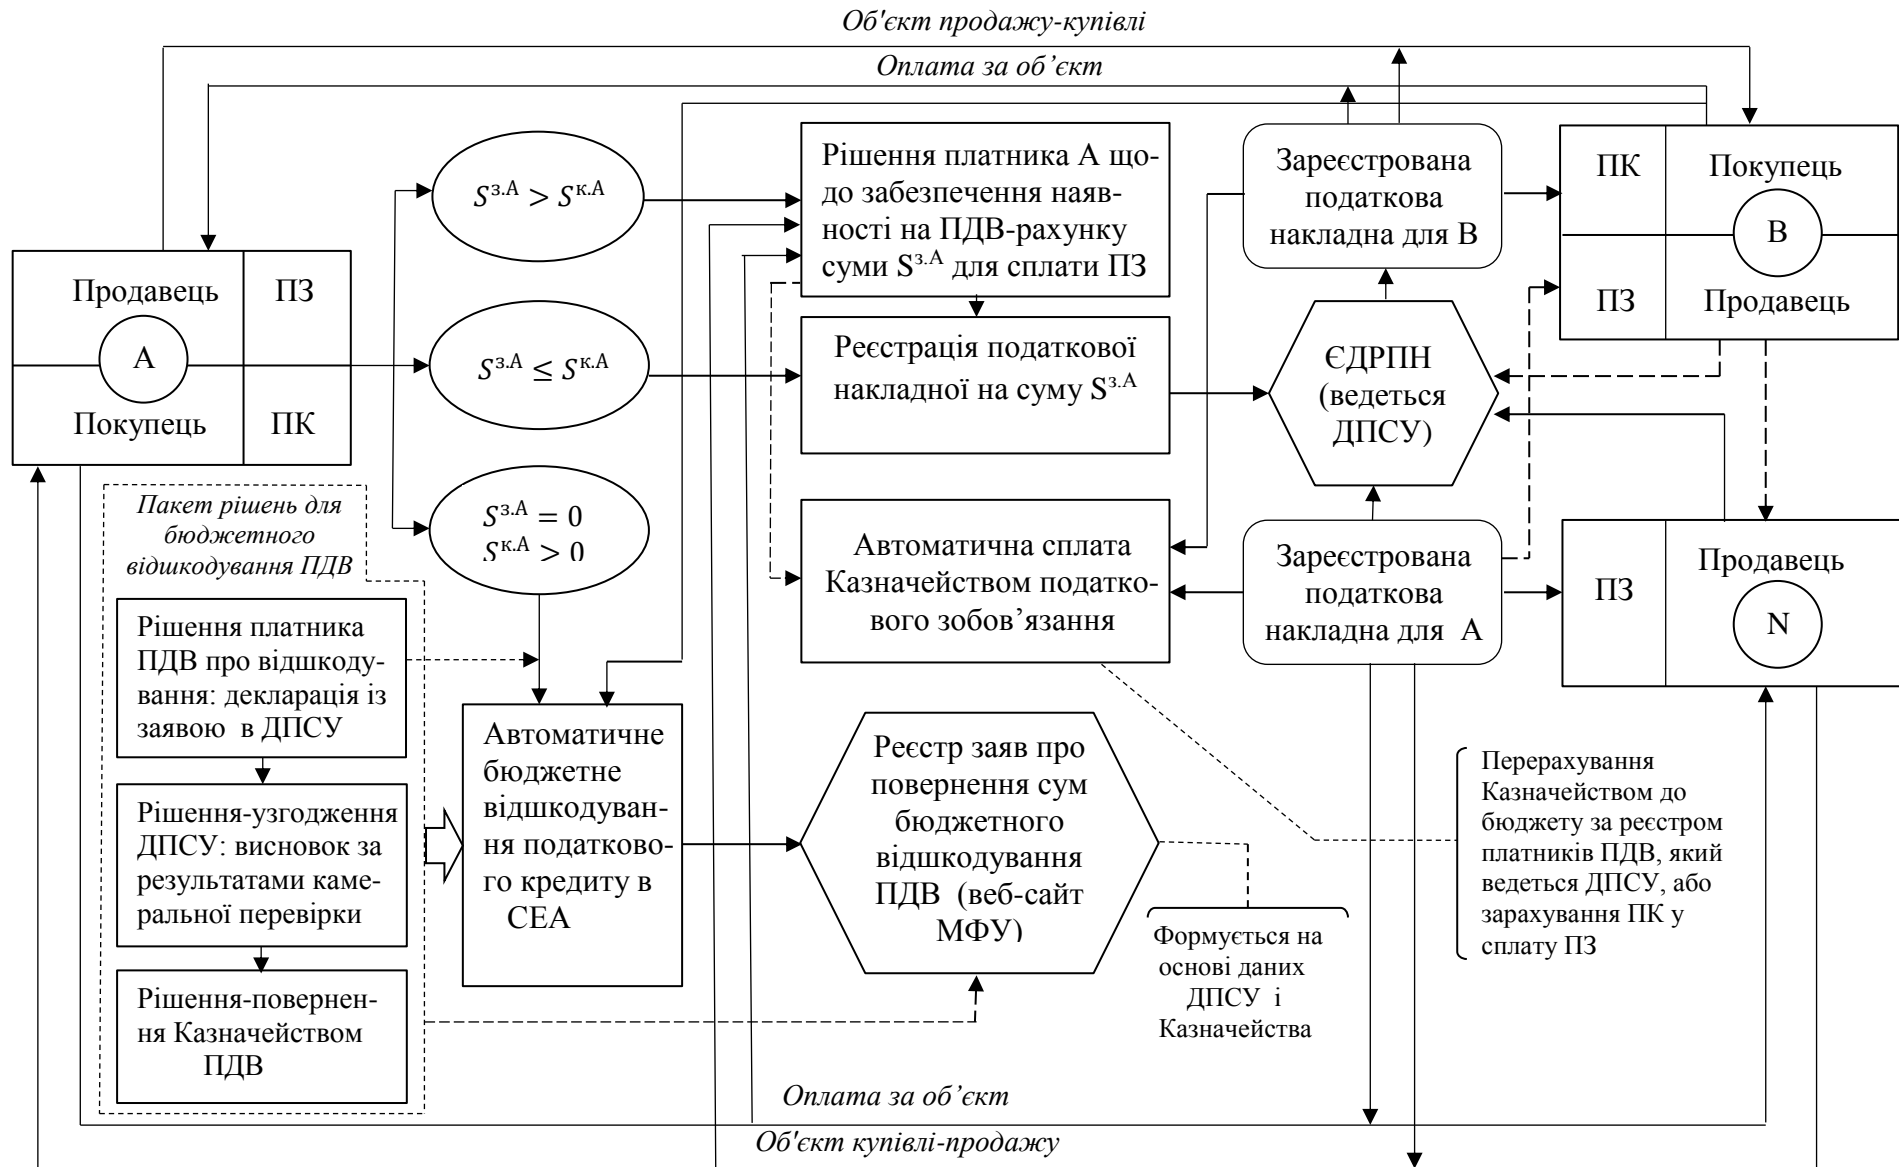 Об'єкт продажу-купівлі
Оплата за об’єкт
Продавець
ПЗ
А
Покупець
ПК
S^з.А > S^к.А
S^з.А ≤ S^к.А
S^з.А = 0
S^к.А > 0
Рішення платника А що-
до забезпечення наяв-
ності на ПДВ-рахунку
суми S^з.А для сплати ПЗ
Реєстрація податкової
накладної на суму S^з.А
Автоматична сплата
Казначейством податко-
вого зобов’язання
Зареєстрована
податкова
накладна для В
ЄДРПН
(ведеться
ДПСУ)
Зареєстрована
податкова
накладна для А
ПК
Покупець
В
ПЗ
Продавець
Продавець
ПЗ
N
Пакет рішень для
бюджетного
відшкодування ПДВ
Рішення платника
ПДВ про відшкоду-
вання: декларація із
заявою в ДПСУ
Рішення-узгодження
ДПСУ: висновок за
результатами каме-
ральної перевірки
Рішення-повернен-
ня Казначейством
ПДВ
Автоматичне
бюджетне
відшкодуван-
ня податково-
го кредиту в
СЕА
Реєстр заяв про
повернення сум
бюджетного
відшкодування
ПДВ (веб-сайт
МФУ)
Формується на
основі даних
ДПСУ і
Казначейства
Перерахування
Казначейством до
бюджету за реєстром
платників ПДВ, який
ведеться ДПСУ, або
зарахування ПК у
сплату ПЗ
Оплата за об’єкт
Об'єкт купівлі-продажу